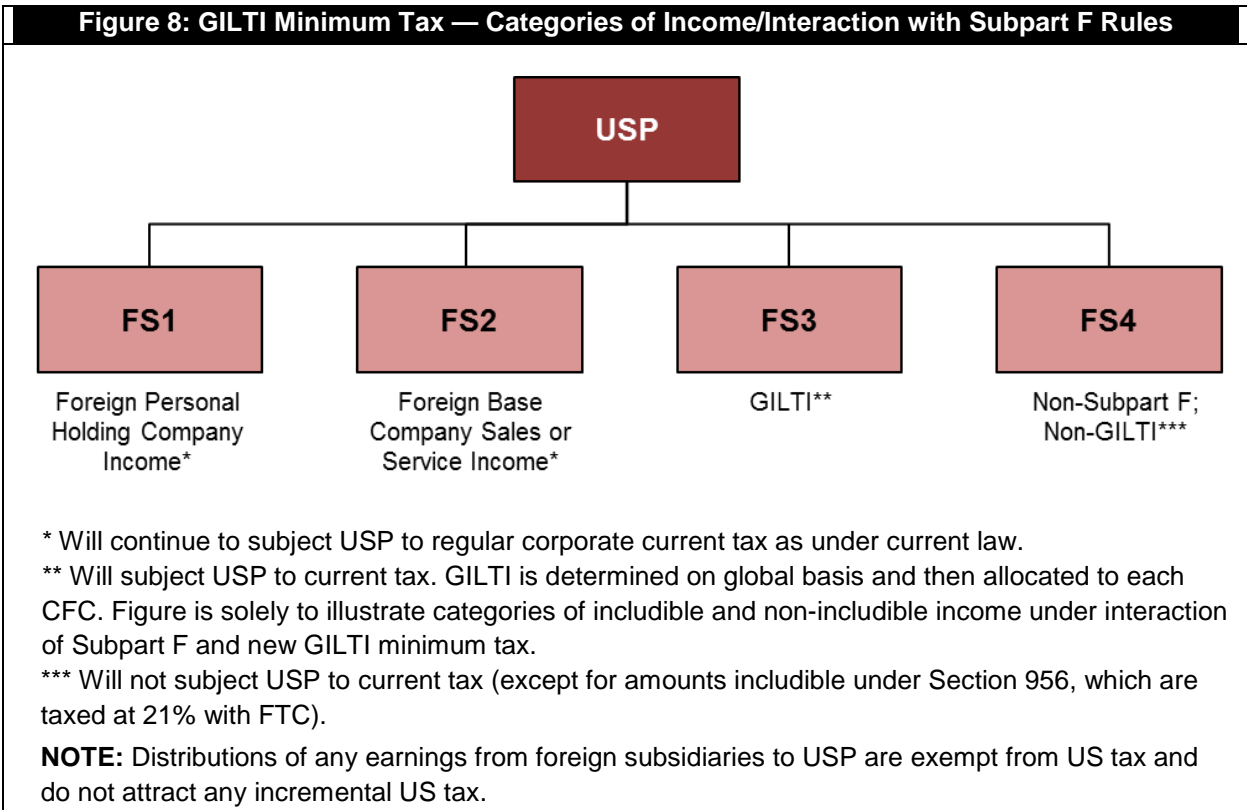 Figure 8: GILTI Minimum Tax — Categories of Income/Interaction with Subpart F Rules
USP
FS1
FS2
FS3
FS4
Foreign Personal
Holding Company
Income*
Foreign Base
Company Sales or
Service Income*
GILTI**
Non-Subpart F;
Non-GILTI***
* Will continue to subject USP to regular corporate current tax as under current law.
** Will subject USP to current tax. GILTI is determined on global basis and then allocated to each
CFC. Figure is solely to illustrate categories of includible and non-includible income under interaction
of Subpart F and new GILTI minimum tax.
*** Will not subject USP to current tax (except for amounts includible under Section 956, which are
taxed at 21% with FTC).
NOTE: Distributions of any earnings from foreign subsidiaries to USP are exempt from US tax and
do not attract any incremental US tax.